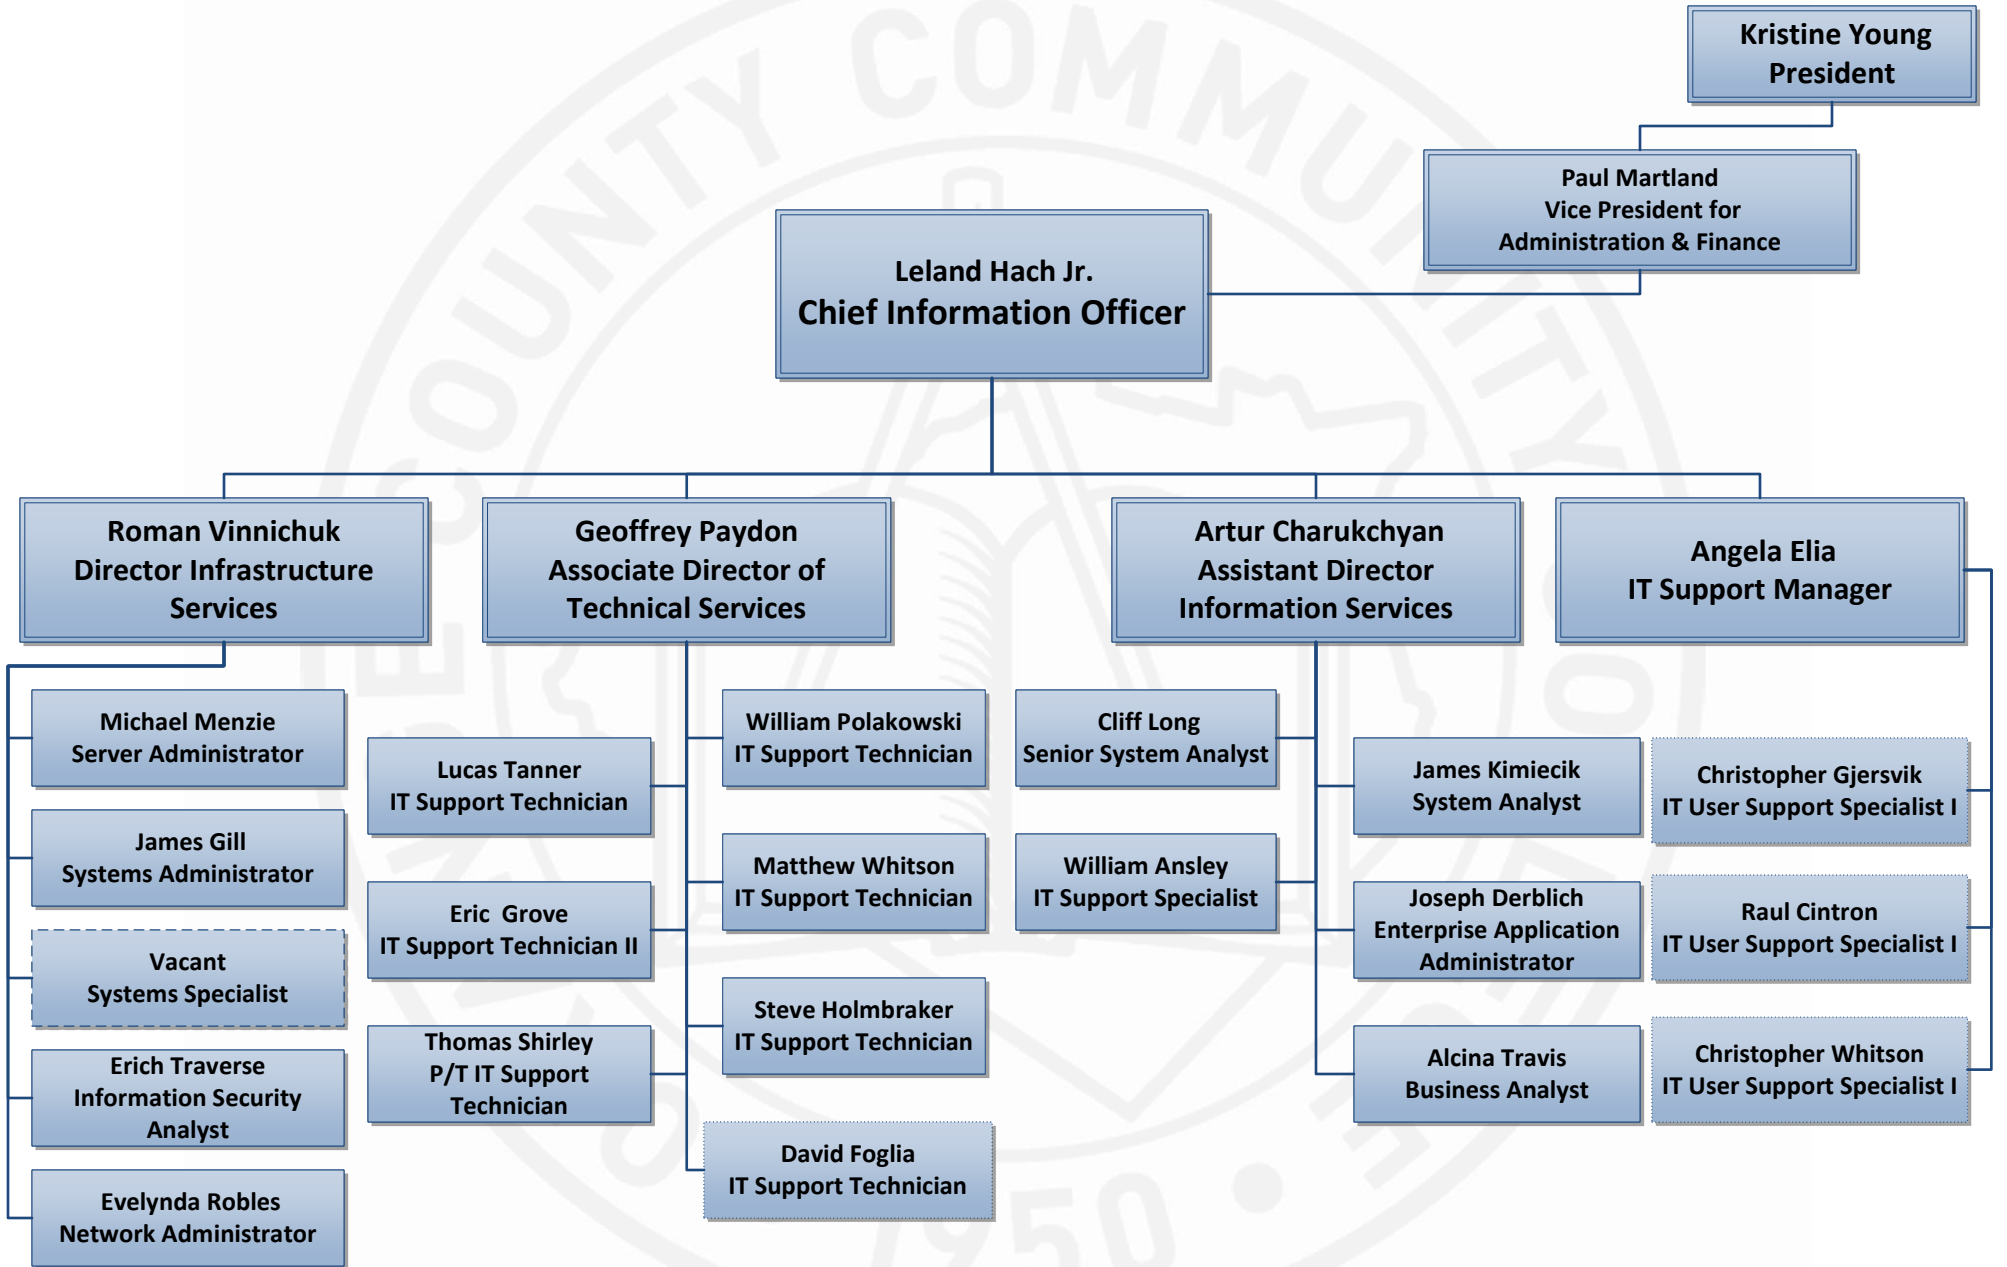 Kristine Young
President
Paul Martland
Vice President for
Administration & Finance
Leland Hach Jr.
Chief Information Officer
Roman Vinnichuk
Director Infrastructure
Services
Geoffrey Paydon
Associate Director of
Technical Services
Artur Charukchyan
Assistant Director
Information Services
Angela Elia
IT Support Manager
Michael Menzie
Server Administrator
James Gill
Systems Administrator
Vacant
Systems Specialist
Erich Traverse
Information Security
Analyst
Evelynda Robles
Network Administrator
Lucas Tanner
IT Support Technician
Eric  Grove
IT Support Technician II
Thomas Shirley
P/T IT Support
Technician
William Polakowski
IT Support Technician
Matthew Whitson
IT Support Technician
Steve Holmbraker
IT Support Technician
David Foglia
IT Support Technician
Cliff Long
Senior System Analyst
William Ansley
IT Support Specialist
James Kimiecik
System Analyst
Joseph Derblich
Enterprise Application
Administrator
Alcina Travis
Business Analyst
Christopher Gjersvik
IT User Support Specialist I
Raul Cintron
IT User Support Specialist I
Christopher Whitson
IT User Support Specialist I
COUNTY COMMUNITY
1950